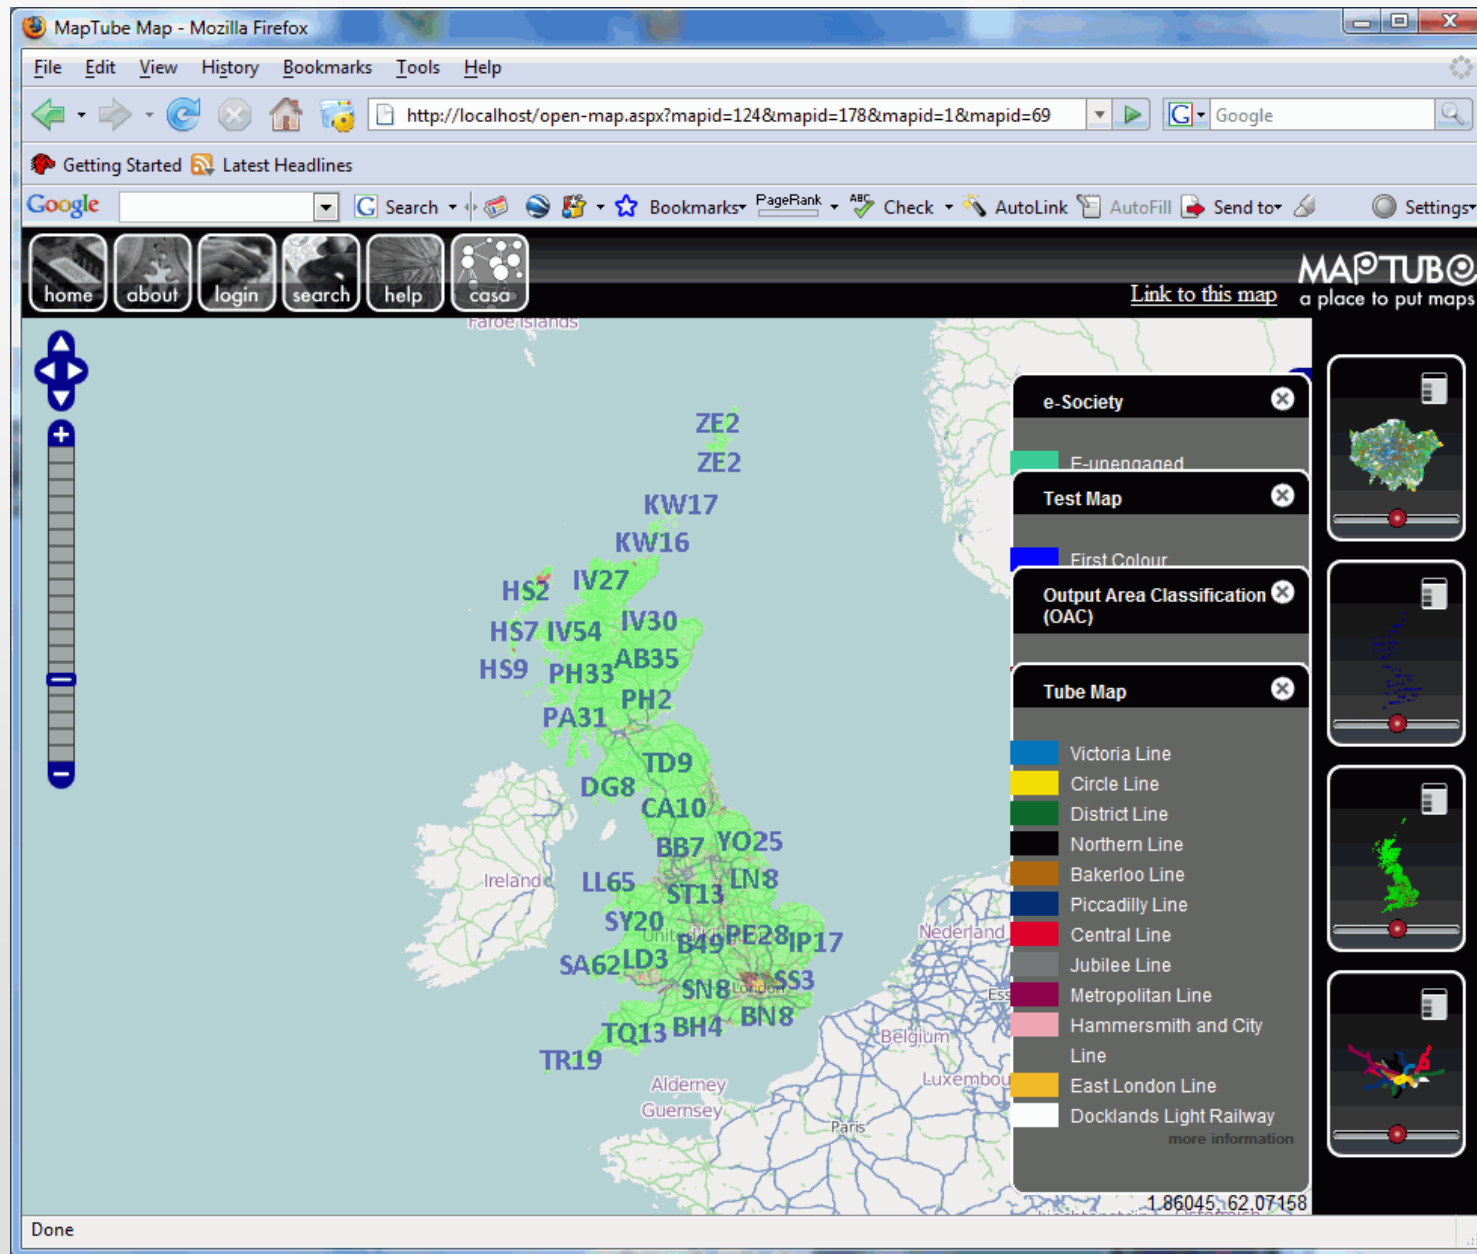 MapTube Map - Mozilla Firefox
File Edit View History Bookmarks Tools Help
http://localhost/open-map.aspx?mapid=124&mapid=178&mapid=1&mapid=69
G Google
Getting Started Latest Headlines
Google G Search Bookmarks PageRank ABC Check AutoLink AutoFill Send to Settings
home about login search help casa
Link to this map
MAPTUBE
a place to put maps
Faroe Islands
ZE2
ZE2
KW17
KW16
HS2 IV27
HS7 IV54 IV30
HS9 PH33 AB35
PA31 PH2
TD9
DG8
CA10
BB7 YO25
Ireland
LL65 ST13 LN8
SY20
United Kingdom
B49 PE28 IP17
Nederland
SA62 LD3
SN8 London SS3
Ess
TQ13 BH4 BN8
Belgium
TR19
Alderney
Guernsey
Luxembou
Paris
e-Society
E-unengaged
Test Map
First Colour
Output Area Classification
(OAC)
Tube Map
Victoria Line
Circle Line
District Line
Northern Line
Bakerloo Line
Piccadilly Line
Central Line
Jubilee Line
Metropolitan Line
Hammersmith and City
Line
East London Line
Docklands Light Railway
more information
1.86045, 62.07158
Done